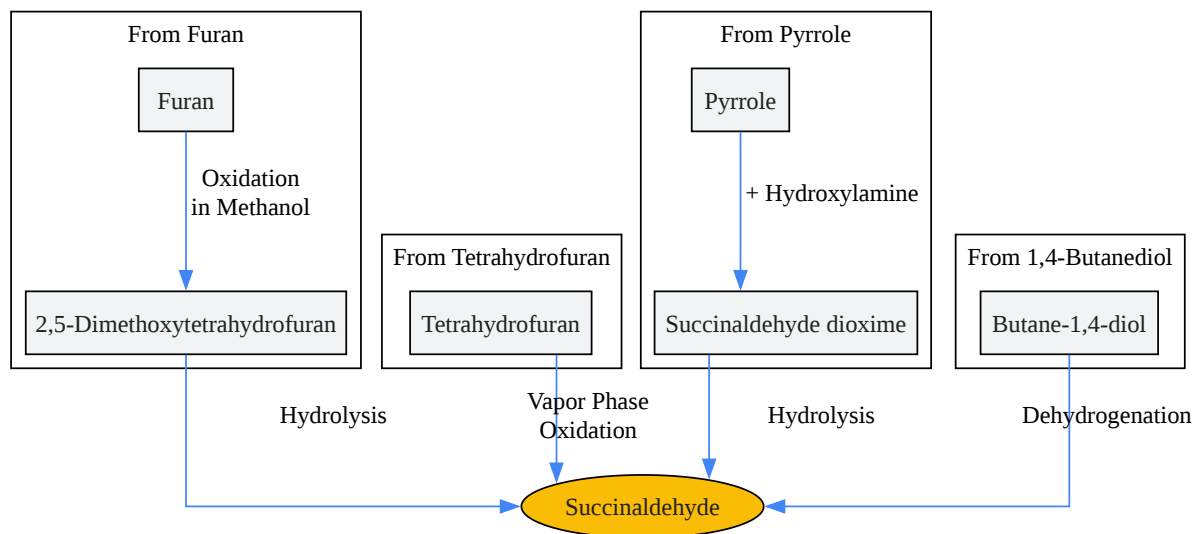 From Furan
Furan
Oxidation
in Methanol
2,5-Dimethoxytetrahydrofuran
Hydrolysis
From Tetrahydrofuran
Tetrahydrofuran
Vapor Phase
Oxidation
From Pyrrole
Pyrrole
+ Hydroxylamine
Succinaldehyde dioxime
Hydrolysis
From 1,4-Butanediol
Butane-1,4-diol
Dehydrogenation
Succinaldehyde